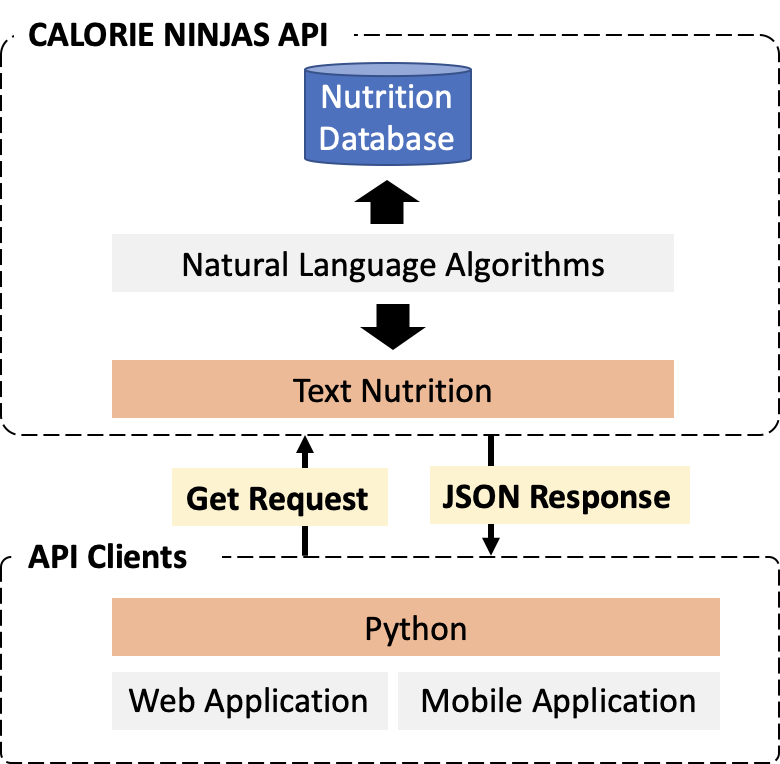 CALORIE NINJAS API
Nutrition
Database
Natural Language Algorithms
Text Nutrition
Get Request
JSON Response
API Clients
Python
Web Application
Mobile Application